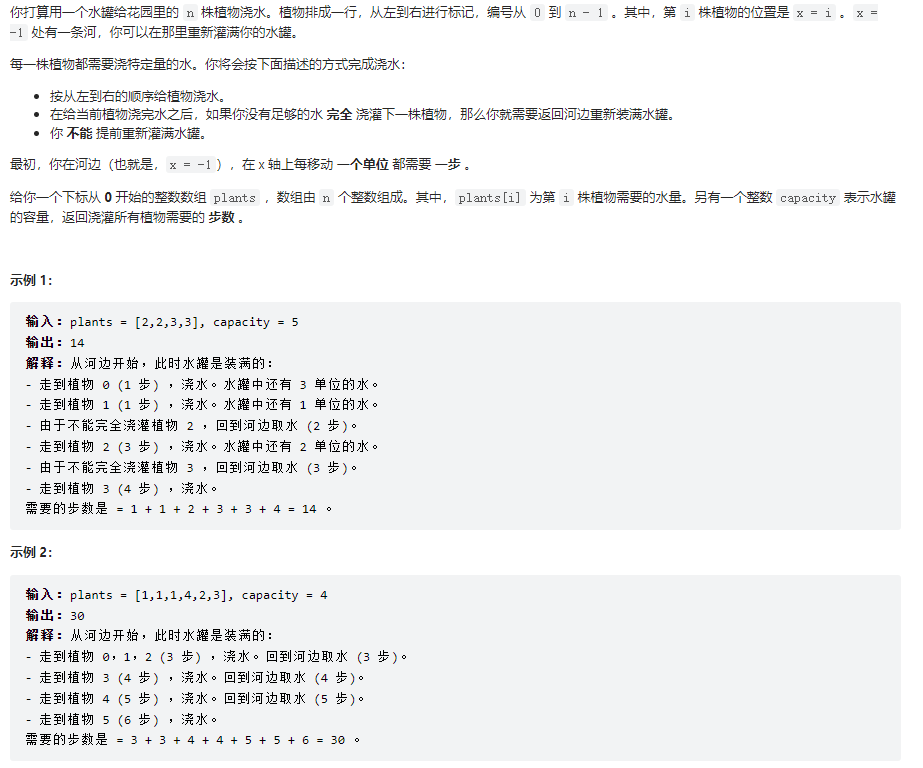 你打算用一个水罐给花园里的 n 株植物浇水。植物排成一行，从左到右进行标记，编号从 0 到 n - 1 。其中，第 i 株植物的位置是 x = i 。x =
-1 处有一条河，你可以在那里重新灌满你的水罐。
每一株植物都需要浇特定量的水。你将会按下面描述的方式完成浇水：
• 按从左到右的顺序给植物浇水。
• 在给当前植物浇完水之后，如果你没有足够的水 完全 浇灌下一株植物，那么你就需要返回河边重新装满水罐。
• 你 不能 提前重新灌满水罐。
最初，你在河边（也就是，x = -1），在 x 轴上每移动 一个单位 都需要 一步 。
给你一个下标从 0 开始的整数数组 plants ，数组由 n 个整数组成。其中，plants[i] 为第 i 株植物需要的水量。另有一个整数 capacity 表示水罐
的容量，返回浇灌所有植物需要的 步数 。
示例 1：
输入：plants = [2,2,3,3], capacity = 5
输出：14
解释：从河边开始，此时水罐是装满的：
- 走到植物 0 (1 步) ，浇水。水罐中还有 3 单位的水。
- 走到植物 1 (1 步) ，浇水。水罐中还有 1 单位的水。
- 由于不能完全浇灌植物 2 ，回到河边取水 (2 步)。
- 走到植物 2 (3 步) ，浇水。水罐中还有 2 单位的水。
- 由于不能完全浇灌植物 3 ，回到河边取水 (3 步)。
- 走到植物 3 (4 步) ，浇水。
需要的步数是 = 1 + 1 + 2 + 3 + 3 + 4 = 14 。
示例 2：
输入：plants = [1,1,1,4,2,3], capacity = 4
输出：30
解释：从河边开始，此时水罐是装满的：
- 走到植物 0，1，2 (3 步) ，浇水。回到河边取水 (3 步)。
- 走到植物 3 (4 步) ，浇水。回到河边取水 (4 步)。
- 走到植物 4 (5 步) ，浇水。回到河边取水 (5 步)。
- 走到植物 5 (6 步) ，浇水。
需要的步数是 = 3 + 3 + 4 + 4 + 5 + 5 + 6 = 30 。